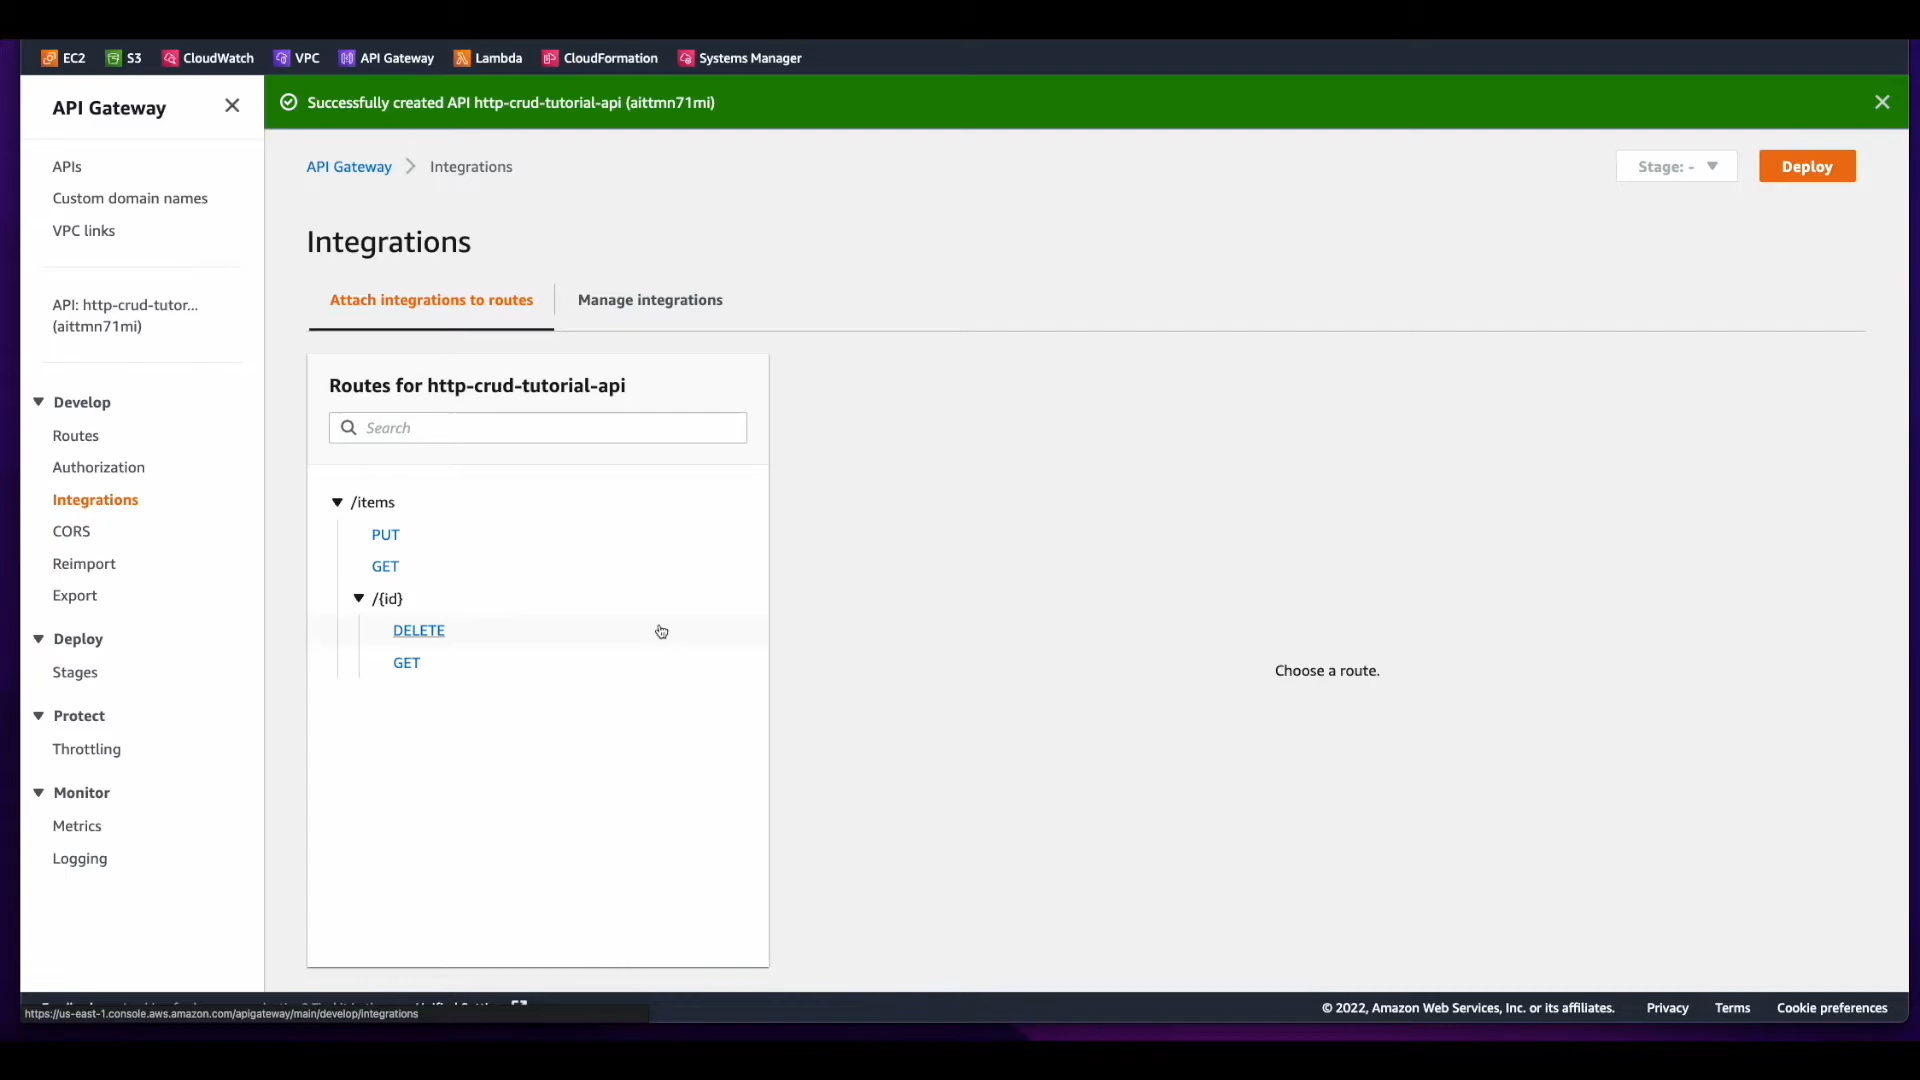 EC2 S3 CloudWatch VPC API Gateway Lambda CloudFormation Systems Manager
API Gateway
Successfully created API http-crud-tutorial-api (aittmn71mi)
APIs
Custom domain names
VPC links
API: http-crud-tutor...
(aittmn71mi)
Develop
Routes
Authorization
Integrations
CORS
Reimport
Export
Deploy
Stages
Protect
Throttling
Monitor
Metrics
Logging
API Gateway > Integrations
Stage: -
Deploy
Integrations
Attach integrations to routes
Manage integrations
Routes for http-crud-tutorial-api
Search
/items
PUT
GET
/{id}
DELETE
GET
Choose a route.
https://us-east-1.console.aws.amazon.com/apigateway/main/develop/integrations
© 2022, Amazon Web Services, Inc. or its affiliates. Privacy Terms Cookie preferences